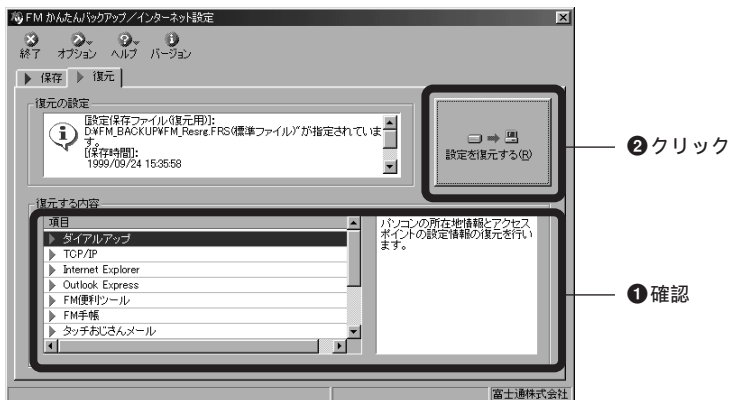 FM かんたんバックアップ／インターネット設定
終了 オプション ヘルプ バージョン
保存 復元
復元の設定
[設定保存ファイル(復元用)]:
D:¥FM_BACKUP¥FM_Resrg.FRS(標準ファイル)"が指定されていま
す。
[保存時間]:
1999/09/24 15:35:58
設定を復元する(R)
❷クリック
復元する内容
項目
ダイアルアップ
TCP/IP
Internet Explorer
Outlook Express
FM便利ツール
FM手帳
タッチおじさんメール
パソコンの所在地情報とアクセス
ポイントの設定情報の復元を行い
ます。
❶確認
富士通株式会社